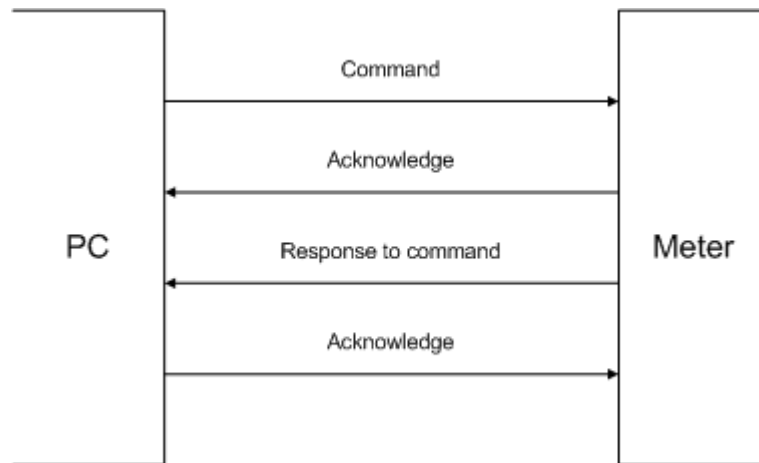 Command
Acknowledge
PC
Response to command
Meter
Acknowledge